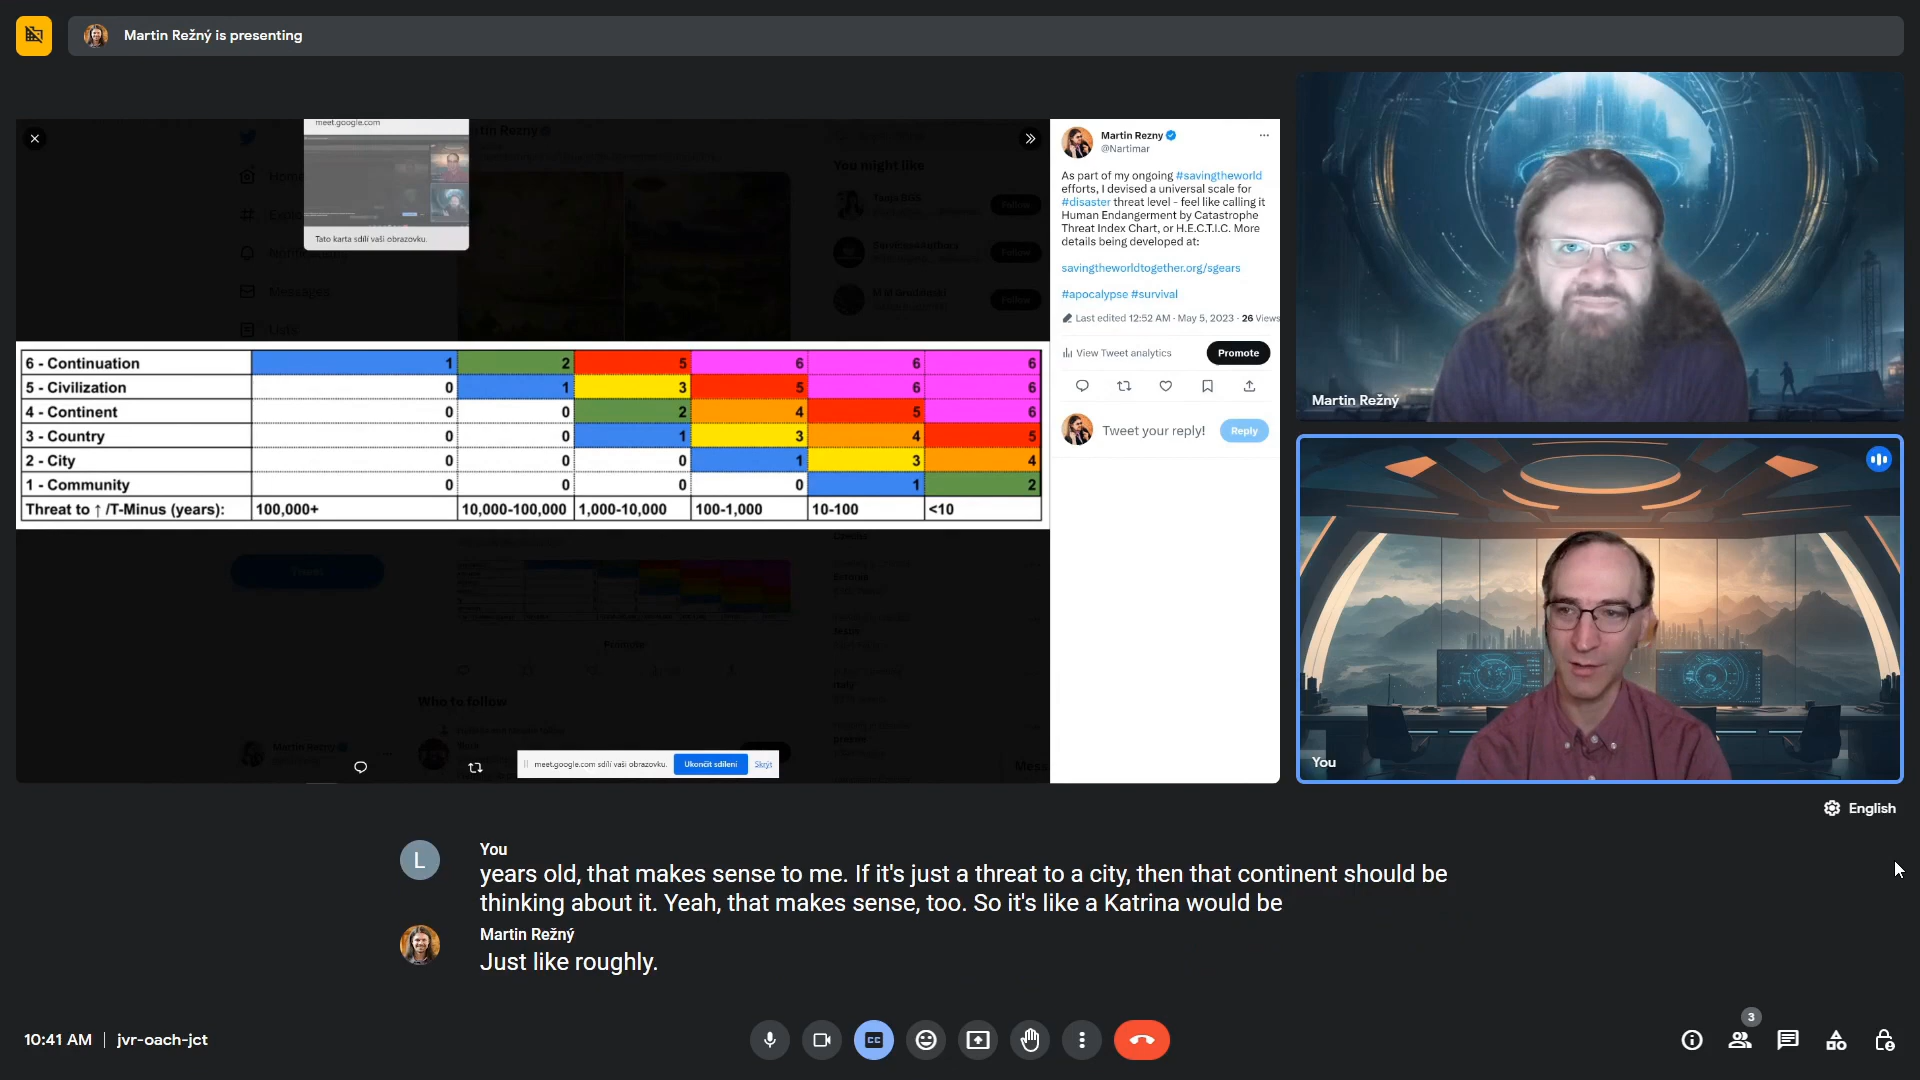 Martin Režný is presenting
meet.google.com
Tato karta sdílí vaši obrazovku.
You might like
Martin Rezny
@Nartimar
As part of my ongoing #savingtheworld
efforts, I devised a universal scale for
#disaster threat level - feel like calling it
Human Endangerment by Catastrophe
Threat Index Chart, or H.E.C.T.I.C. More
details being developed at:
savingtheworldtogether.org/sgears
#apocalypse #survival
Last edited 12:52 AM · May 5, 2023 · 26 Views
View Tweet analytics
Promote
Tweet your reply!
Reply
6 - Continuation 1 2 5 6 6 6
5 - Civilization 0 1 3 5 6 6
4 - Continent 0 0 2 4 5 6
3 - Country 0 0 1 3 4 5
2 - City 0 0 0 1 3 4
1 - Community 0 0 0 0 1 2
Threat to ↑ /T-Minus (years): 100,000+ 10,000-100,000 1,000-10,000 100-1,000 10-100 <10
Promote
Who to follow
Martin Rezny
meet.google.com sdílí vaši obrazovku. Ukončit sdílení Skrýt
Martin Režný
You
English
L
You
years old, that makes sense to me. If it's just a threat to a city, then that continent should be
thinking about it. Yeah, that makes sense, too. So it's like a Katrina would be
Martin Režný
Just like roughly.
10:41 AM | jvr-oach-jct
CC
3